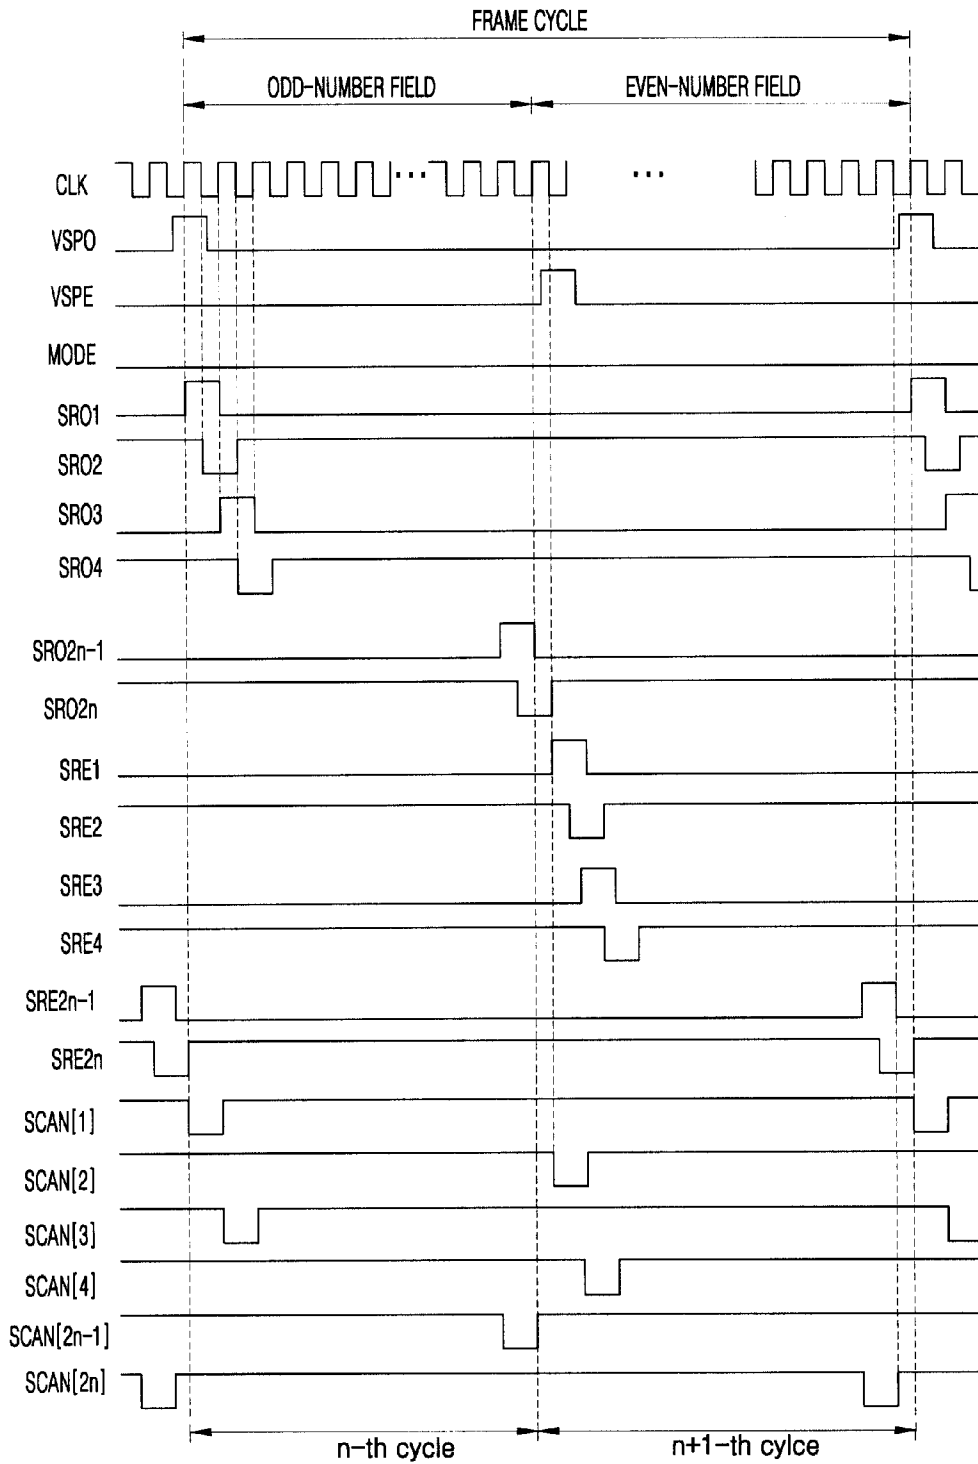 FRAME CYCLE
ODD-NUMBER FIELD
EVEN-NUMBER FIELD
CLK
...
...
VSPO
VSPE
MODE
SRO1
SRO2
SRO3
SRO4
SRO2n-1
SRO2n
SRE1
SRE2
SRE3
SRE4
SRE2n-1
SRE2n
SCAN[1]
SCAN[2]
SCAN[3]
SCAN[4]
SCAN[2n-1]
SCAN[2n]
n-th cycle
n+1-th cylce